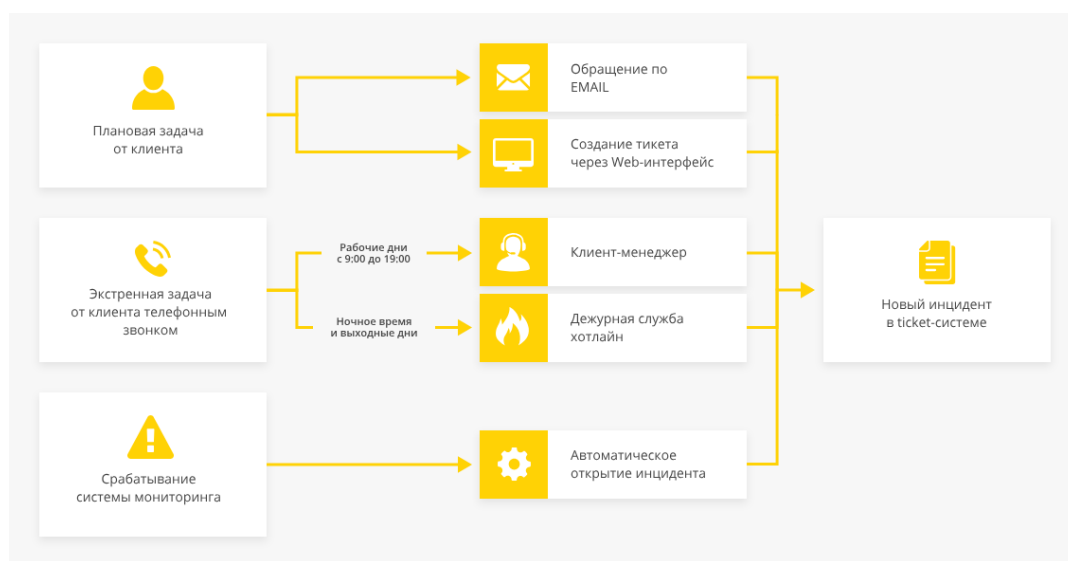 Плановая задача
от клиента
Обращение по
EMAIL
Создание тикета
через Web-интерфейс
Экстренная задача
от клиента телефонным
звонком
Рабочие дни
с 9:00 до 19:00
Ночное время
и выходные дни
Клиент-менеджер
Дежурная служба
хотлайн
Новый инцидент
в ticket-системе
Срабатывание
системы мониторинга
Автоматическое
открытие инцидента